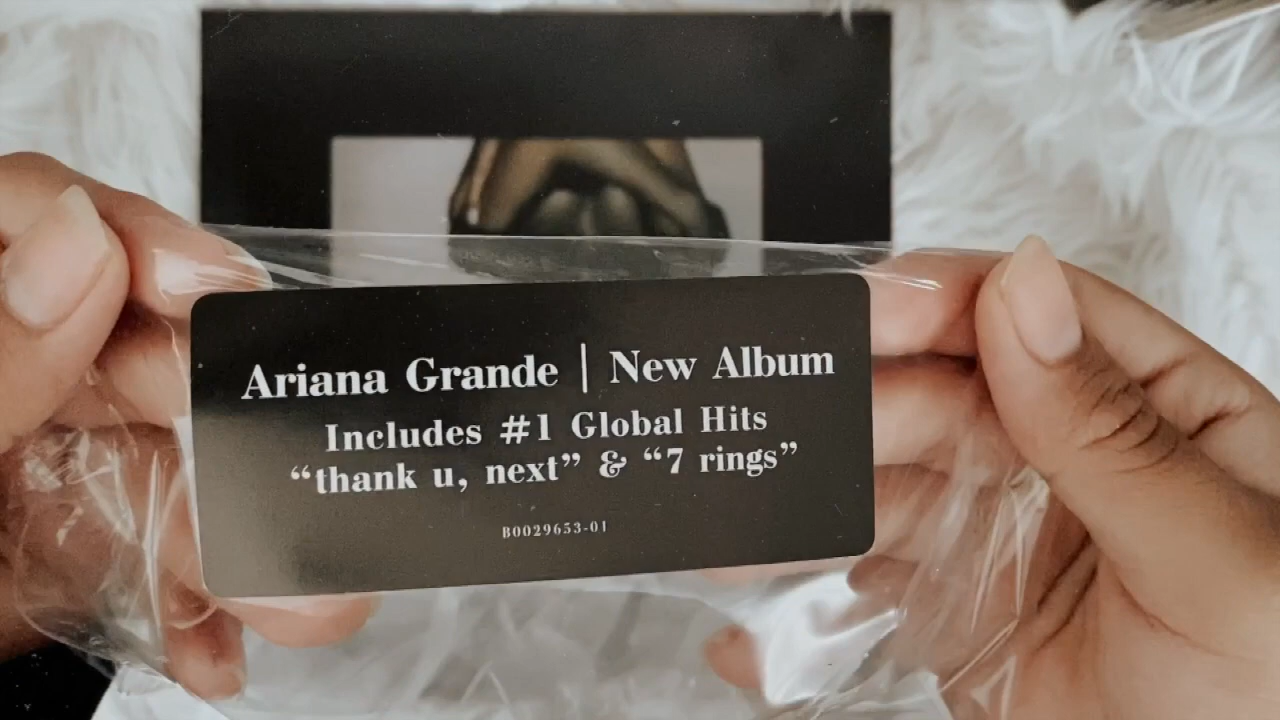 Ariana Grande | New Album
Includes #1 Global Hits
“thank u, next” & “7 rings”
B0029653-01